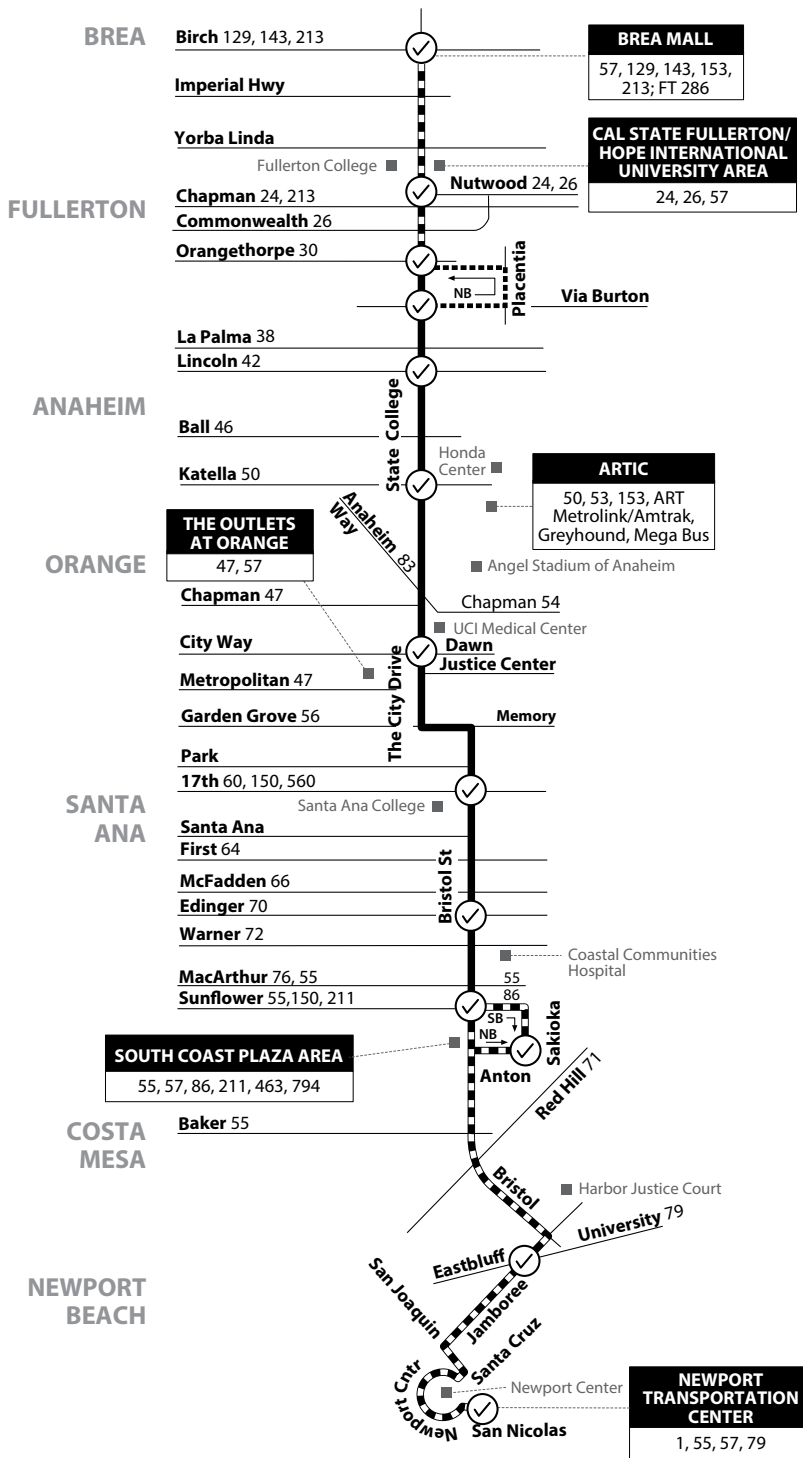 BREA
Birch 129, 143, 213
BREA MALL
57, 129, 143, 153,
213; FT 286
Imperial Hwy
Yorba Linda
Fullerton College
CAL STATE FULLERTON/
HOPE INTERNATIONAL
UNIVERSITY AREA
24, 26, 57
Nutwood 24, 26
FULLERTON
Chapman 24, 213
Commonwealth 26
Orangethorpe 30
Placentia
NB
Via Burton
La Palma 38
Lincoln 42
State College
ANAHEIM
Ball 46
Honda
Center
Katella 50
ARTIC
50, 53, 153, ART
Metrolink/Amtrak,
Greyhound, Mega Bus
Anaheim 83
Way
THE OUTLETS
AT ORANGE
47, 57
ORANGE
Angel Stadium of Anaheim
Chapman 47
Chapman 54
UCI Medical Center
City Way
Dawn
Justice Center
The City Drive
Metropolitan 47
Garden Grove 56
Memory
Park
17th 60, 150, 560
SANTA
ANA
Santa Ana College
Santa Ana
First 64
Bristol St
McFadden 66
Edinger 70
Warner 72
Coastal Communities
Hospital
MacArthur 76, 55
55
Sunflower 55,150, 211
86
SB
NB
Sakioka
Anton
SOUTH COAST PLAZA AREA
55, 57, 86, 211, 463, 794
Red Hill 71
COSTA
MESA
Baker 55
Bristol
Harbor Justice Court
University 79
Eastbluff
NEWPORT
BEACH
San Joaquin
Jamboree
Santa Cruz
Newport Cntr
Newport Center
San Nicolas
NEWPORT
TRANSPORTATION
CENTER
1, 55, 57, 79